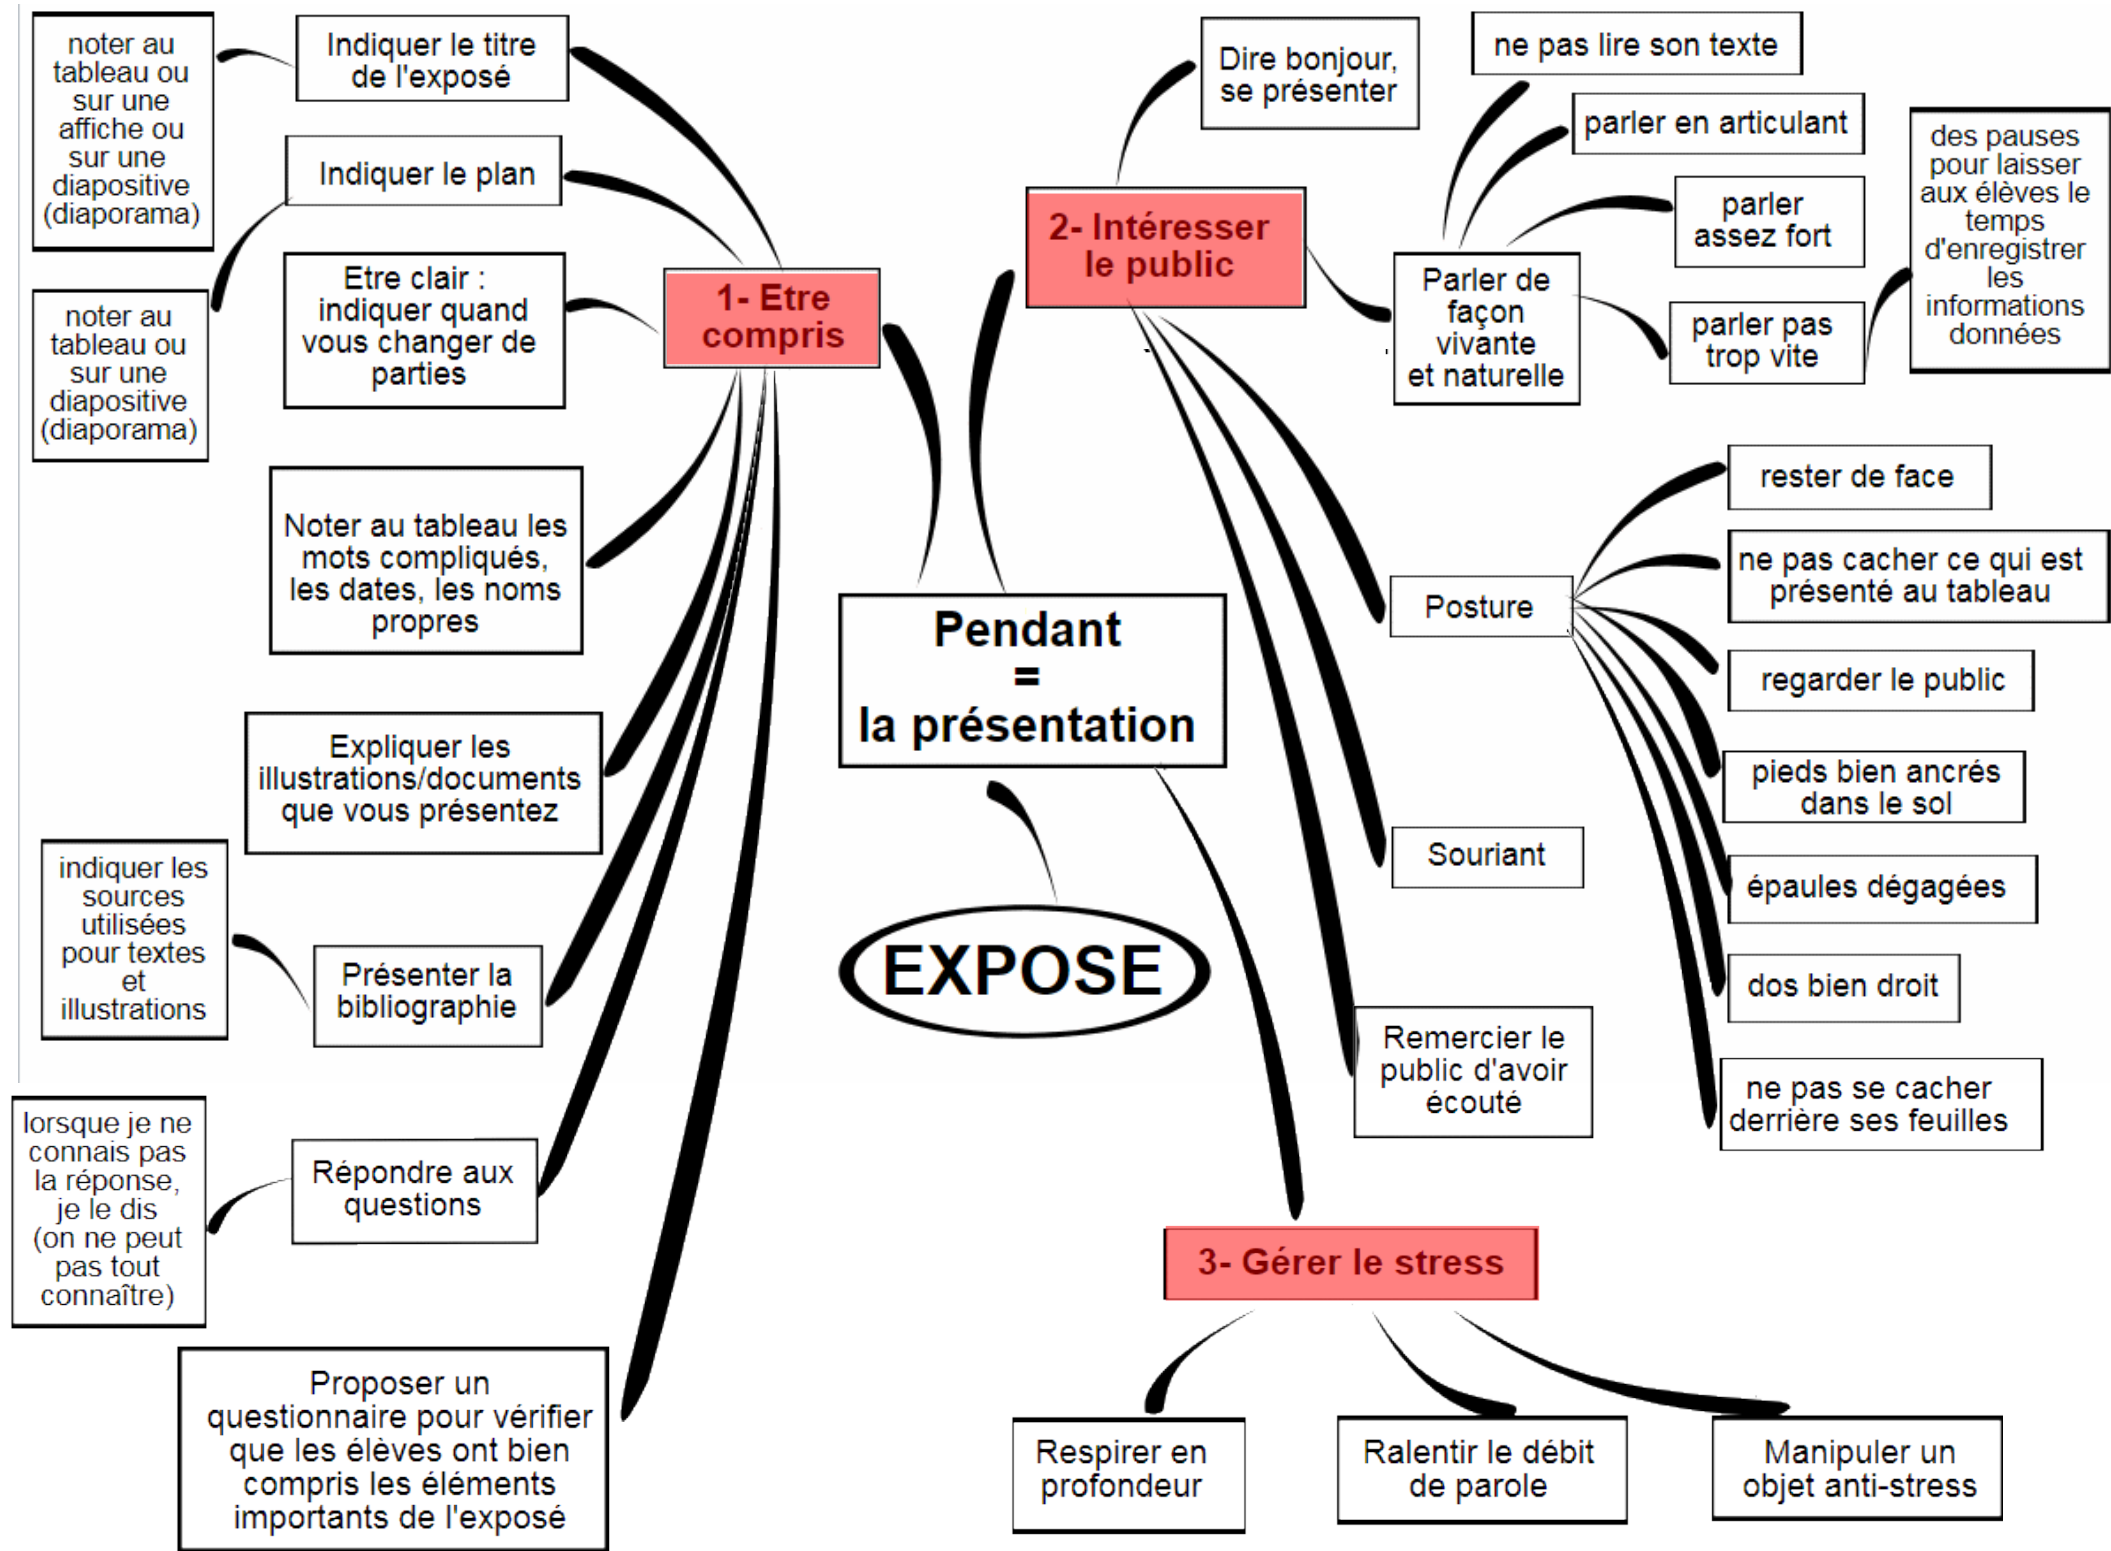 EXPOSE
Pendant
=
la présentation
1- Etre
compris
Indiquer le titre
de l'exposé
noter au
tableau ou
sur une
affiche ou
sur une
diapositive
(diaporama)
Indiquer le plan
noter au
tableau ou
sur une
diapositive
(diaporama)
Etre clair :
indiquer quand
vous changer de
parties
Noter au tableau les
mots compliqués,
les dates, les noms
propres
Expliquer les
illustrations/documents
que vous présentez
Présenter la
bibliographie
indiquer les
sources
utilisées
pour textes
et
illustrations
Répondre aux
questions
lorsque je ne
connais pas
la réponse,
je le dis
(on ne peut
pas tout
connaître)
Proposer un
questionnaire pour vérifier
que les élèves ont bien
compris les éléments
importants de l'exposé
2- Intéresser
le public
Dire bonjour,
se présenter
Parler de
façon
vivante
et naturelle
ne pas lire son texte
parler en articulant
parler
assez fort
parler pas
trop vite
des pauses
pour laisser
aux élèves le
temps
d'enregistrer
les
informations
données
Posture
rester de face
ne pas cacher ce qui est
présenté au tableau
regarder le public
pieds bien ancrés
dans le sol
épaules dégagées
dos bien droit
ne pas se cacher
derrière ses feuilles
Souriant
Remercier le
public d'avoir
écouté
3- Gérer le stress
Respirer en
profondeur
Ralentir le débit
de parole
Manipuler un
objet anti-stress